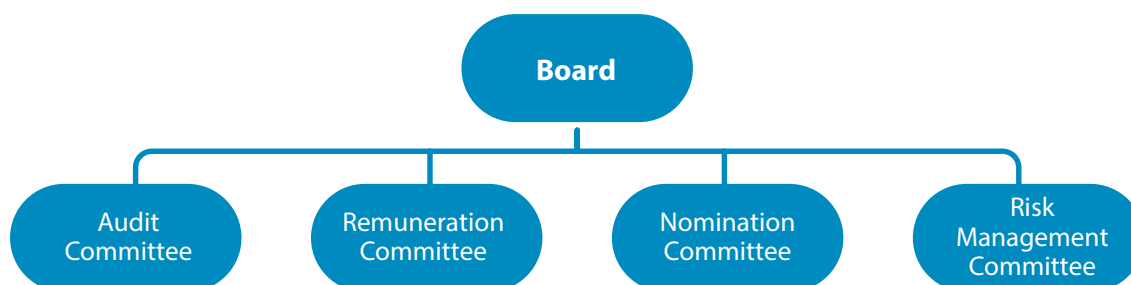 Board
Audit
Committee
Remuneration
Committee
Nomination
Committee
Risk
Management
Committee